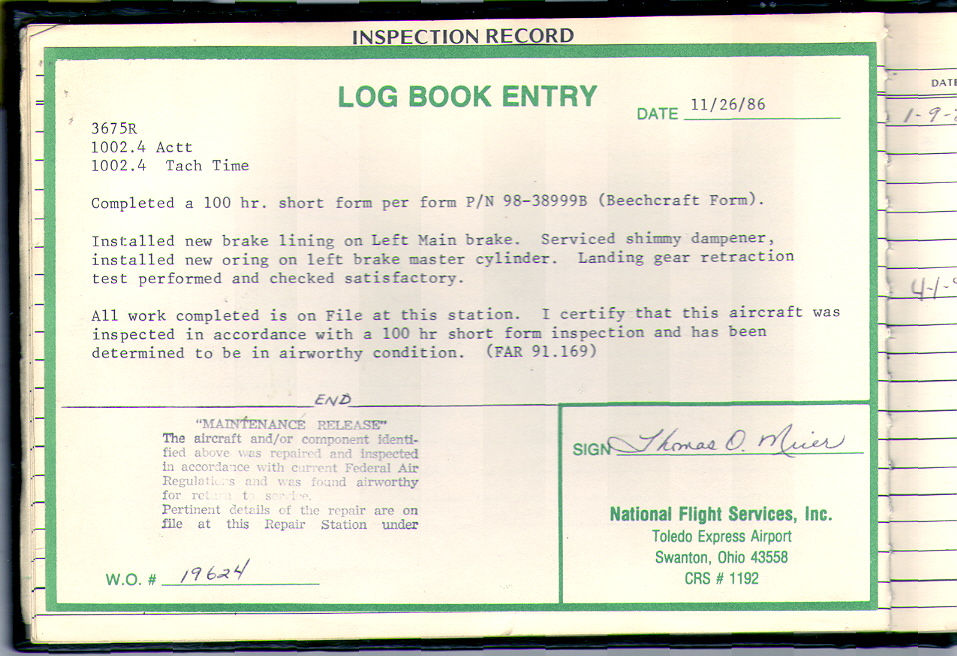 INSPECTION RECORD
LOG BOOK ENTRY
DATE 11/26/86
3675R
1002.4 Actt
1002.4 Tach Time
Completed a 100 hr. short form per form P/N 98-38999B (Beechcraft Form).
Installed new brake lining on Left Main brake. Serviced shimmy dampener,
installed new oring on left brake master cylinder. Landing gear retraction
test performed and checked satisfactory.
All work completed is on File at this station. I certify that this aircraft was
inspected in accordance with a 100 hr short form inspection and has been
determined to be in airworthy condition. (FAR 91.169)
END
"MAINTENANCE RELEASE"
The aircraft and/or component identi-
fied above was repaired and inspected
in accordance with current Federal Air
Regulations and was found airworthy
for return to service.
Pertinent details of the repair are on
file at this Repair Station under
W.O. # 19624
SIGN Thomas O. Meier
National Flight Services, Inc.
Toledo Express Airport
Swanton, Ohio 43558
CRS # 1192
DATE
1-9-
4-1-